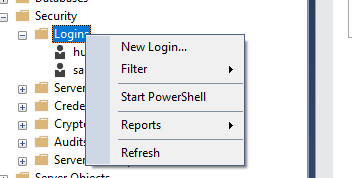 Databases
Security
Logins
New Login...
hu
Filter
sa
Start PowerShell
Server
Crede
Reports
Crypto
Audits
Refresh
Server
Server Objects